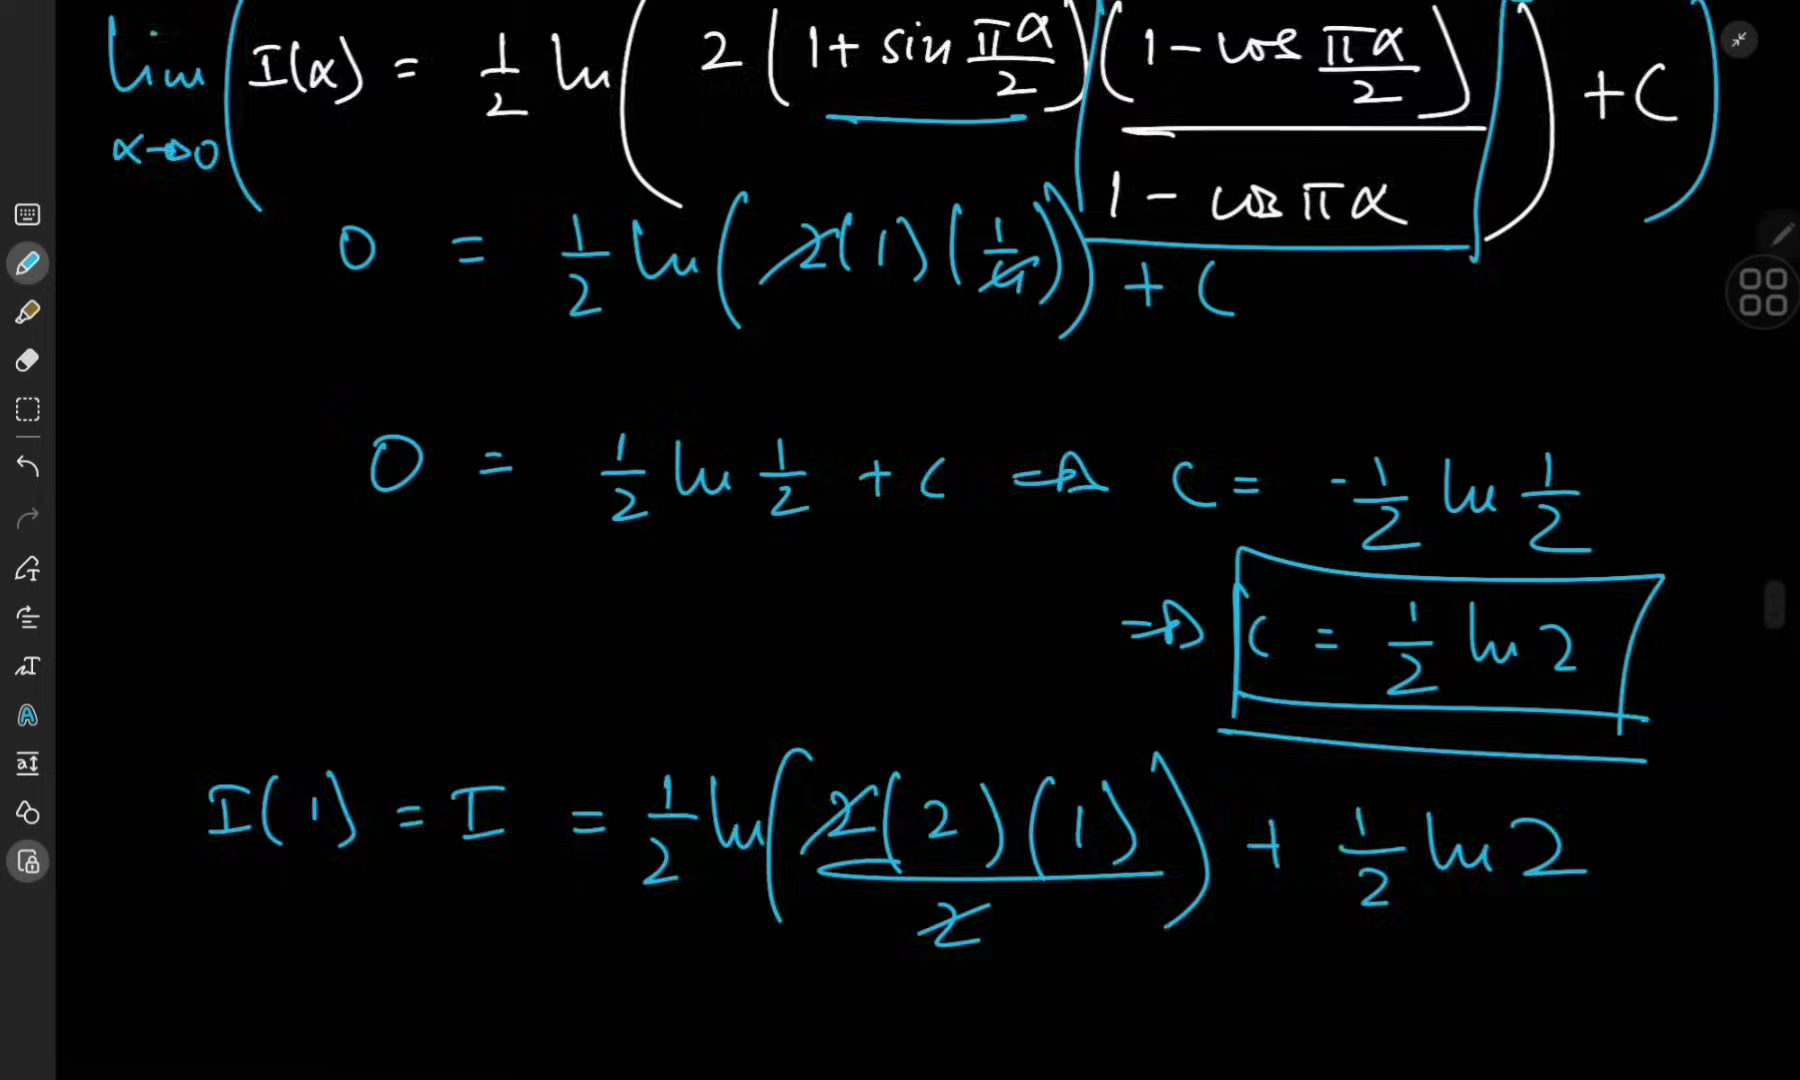 lim α→0 ( I(α) = 1/2 ln( 2(1 + sin πα/2)(1 - cos πα/2) / (1 - cos πα) ) + C )
0 = 1/2 ln( 2(1)(1/4) ) + C
0 = 1/2 ln 1/2 + C ⇒ C = -1/2 ln 1/2
⇒ C = 1/2 ln 2
I(1) = I = 1/2 ln( 2(2)(1) / 2 ) + 1/2 ln 2